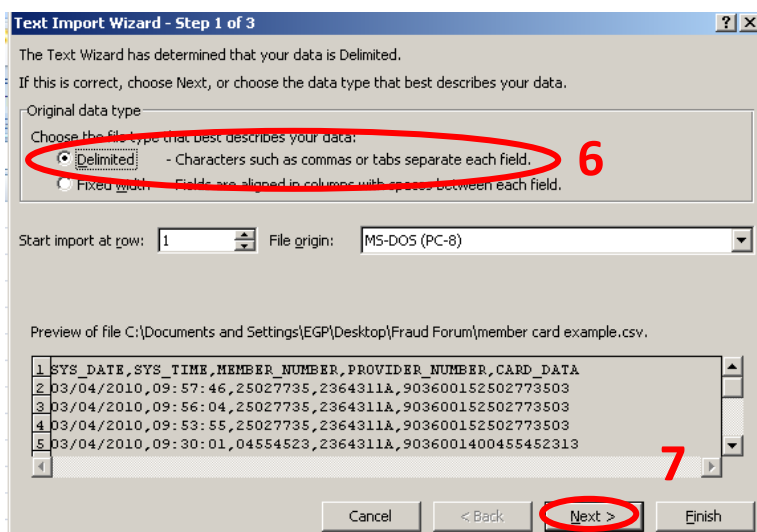 Text Import Wizard - Step 1 of 3
The Text Wizard has determined that your data is Delimited.
If this is correct, choose Next, or choose the data type that best describes your data.
Original data type
Choose the file type that best describes your data:
Delimited - Characters such as commas or tabs separate each field. 6
Fixed width - Fields are aligned in columns with spaces between each field.
Start import at row: 1 File origin: MS-DOS (PC-8)
Preview of file C:\Documents and Settings\EGP\Desktop\Fraud Forum\member card example.csv.
1 SYS_DATE,SYS_TIME,MEMBER_NUMBER,PROVIDER_NUMBER,CARD_DATA
2 03/04/2010,09:57:46,25027735,2364311A,903600152502773503
3 03/04/2010,09:56:04,25027735,2364311A,903600152502773503
4 03/04/2010,09:53:55,25027735,2364311A,903600152502773503
5 03/04/2010,09:30:01,04554523,2364311A,9036001400455452313
7
Cancel < Back Next > Finish